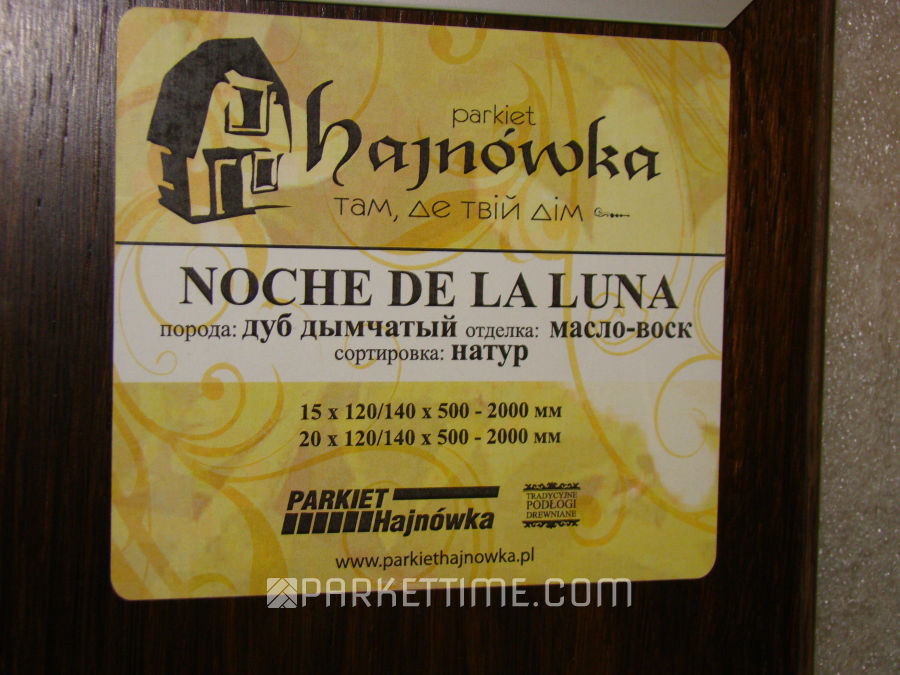 parkiet
hajnówka
там, де твій дім
NOCHE DE LA LUNA
порода: дуб дымчатый отделка: масло-воск
сортировка: натур
15 x 120/140 x 500 - 2000 мм
20 x 120/140 x 500 - 2000 мм
PARKIET
Hajnówka
TRADYCYJNE
PODŁOGI
DREWNIANE
www.parkiethajnowka.pl
PARKETTIME.COM